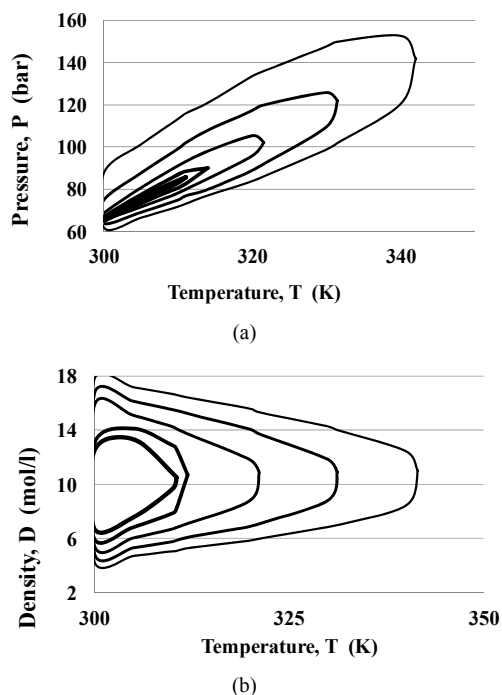 160
140
120
100
80
60
Pressure, P (bar)
300 320 340
Temperature, T (K)
(a)
18
14
10
6
2
Density, D (mol/l)
300 325 350
Temperature, T (K)
(b)